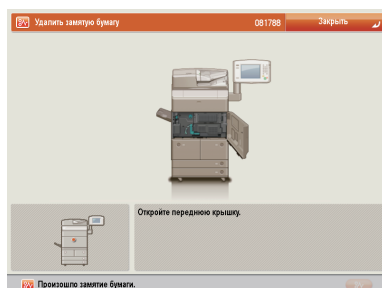 Удалить замятую бумагу
081788
Закрыть
Откройте переднюю крышку.
Произошло замятие бумаги.